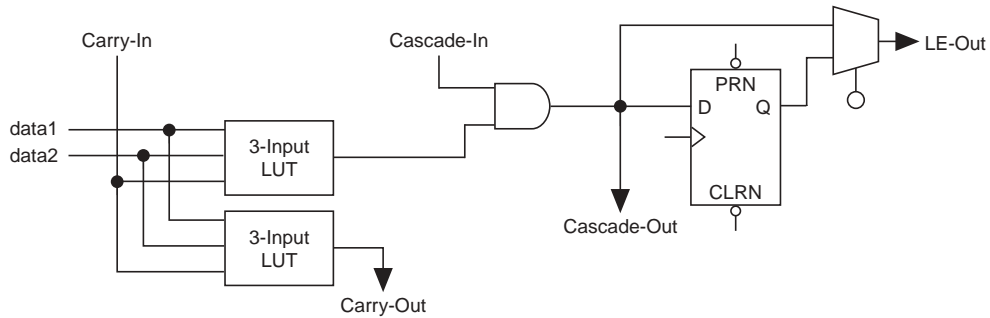 Carry-In
Cascade-In
LE-Out
PRN
D Q
data1
data2
3-Input
LUT
CLRN
Cascade-Out
3-Input
LUT
Carry-Out